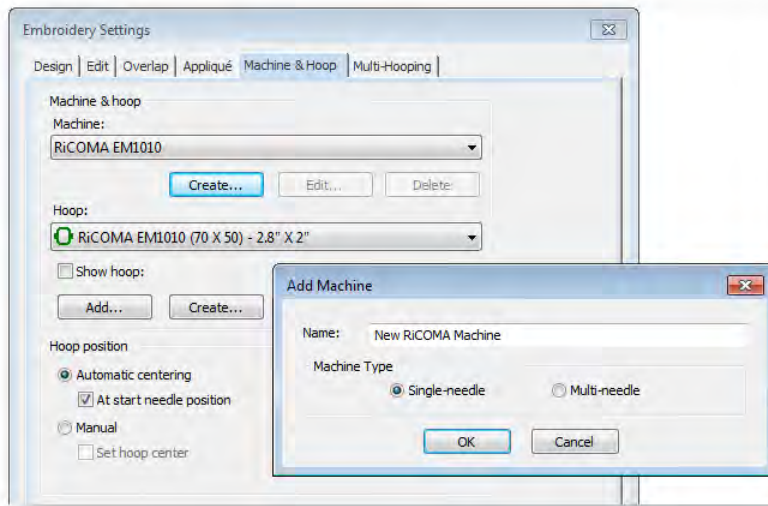 Embroidery Settings
Design Edit Overlap Appliqué Machine & Hoop Multi-Hooping
Machine & hoop
Machine:
RiCOMA EM1010
Create... Edit... Delete
Hoop:
RiCOMA EM1010 (70 X 50) - 2.8" X 2"
Show hoop:
Add... Create...
Hoop position
Automatic centering
At start needle position
Manual
Set hoop center
Add Machine
Name: New RiCOMA Machine
Machine Type
Single-needle Multi-needle
OK Cancel